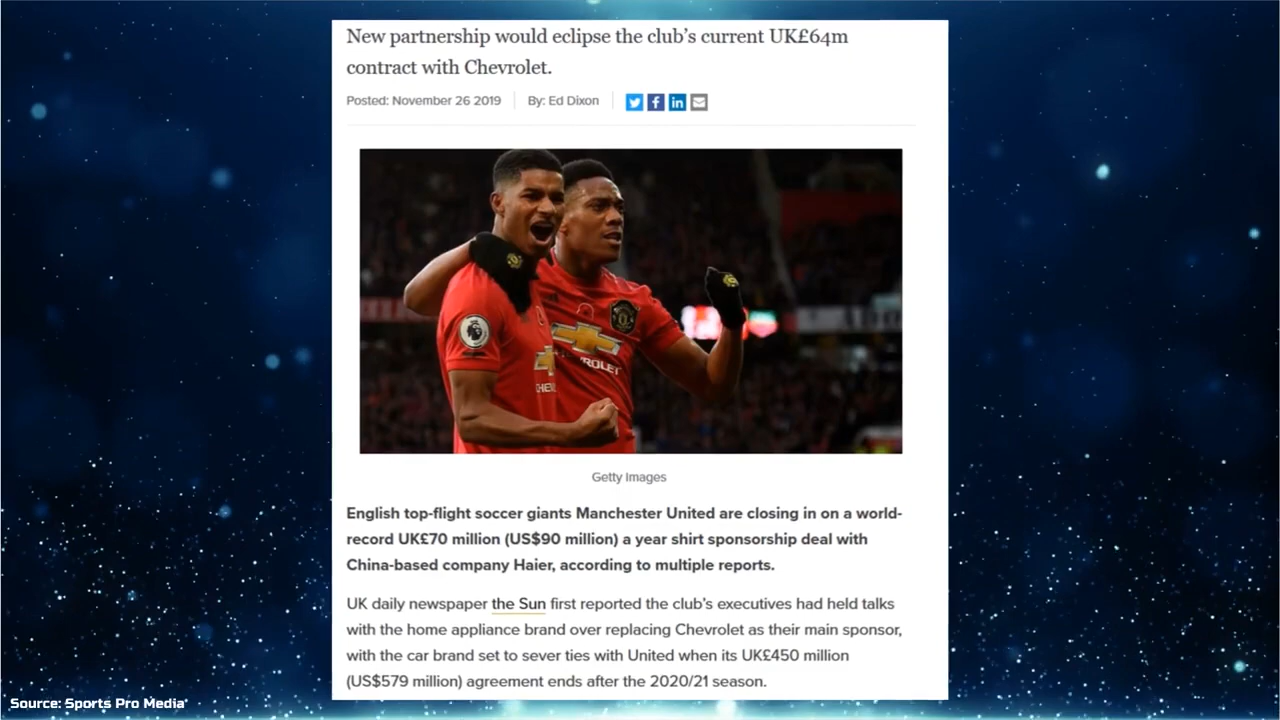 New partnership would eclipse the club's current UK£64m
contract with Chevrolet.
Posted: November 26 2019
By: Ed Dixon
CHEVROLET
Getty Images
English top-flight soccer giants Manchester United are closing in on a world-
record UK£70 million (US$90 million) a year shirt sponsorship deal with
China-based company Haier, according to multiple reports.
UK daily newspaper the Sun first reported the club's executives had held talks
with the home appliance brand over replacing Chevrolet as their main sponsor,
with the car brand set to sever ties with United when its UK£450 million
(US$579 million) agreement ends after the 2020/21 season.
Source: Sports Pro Media